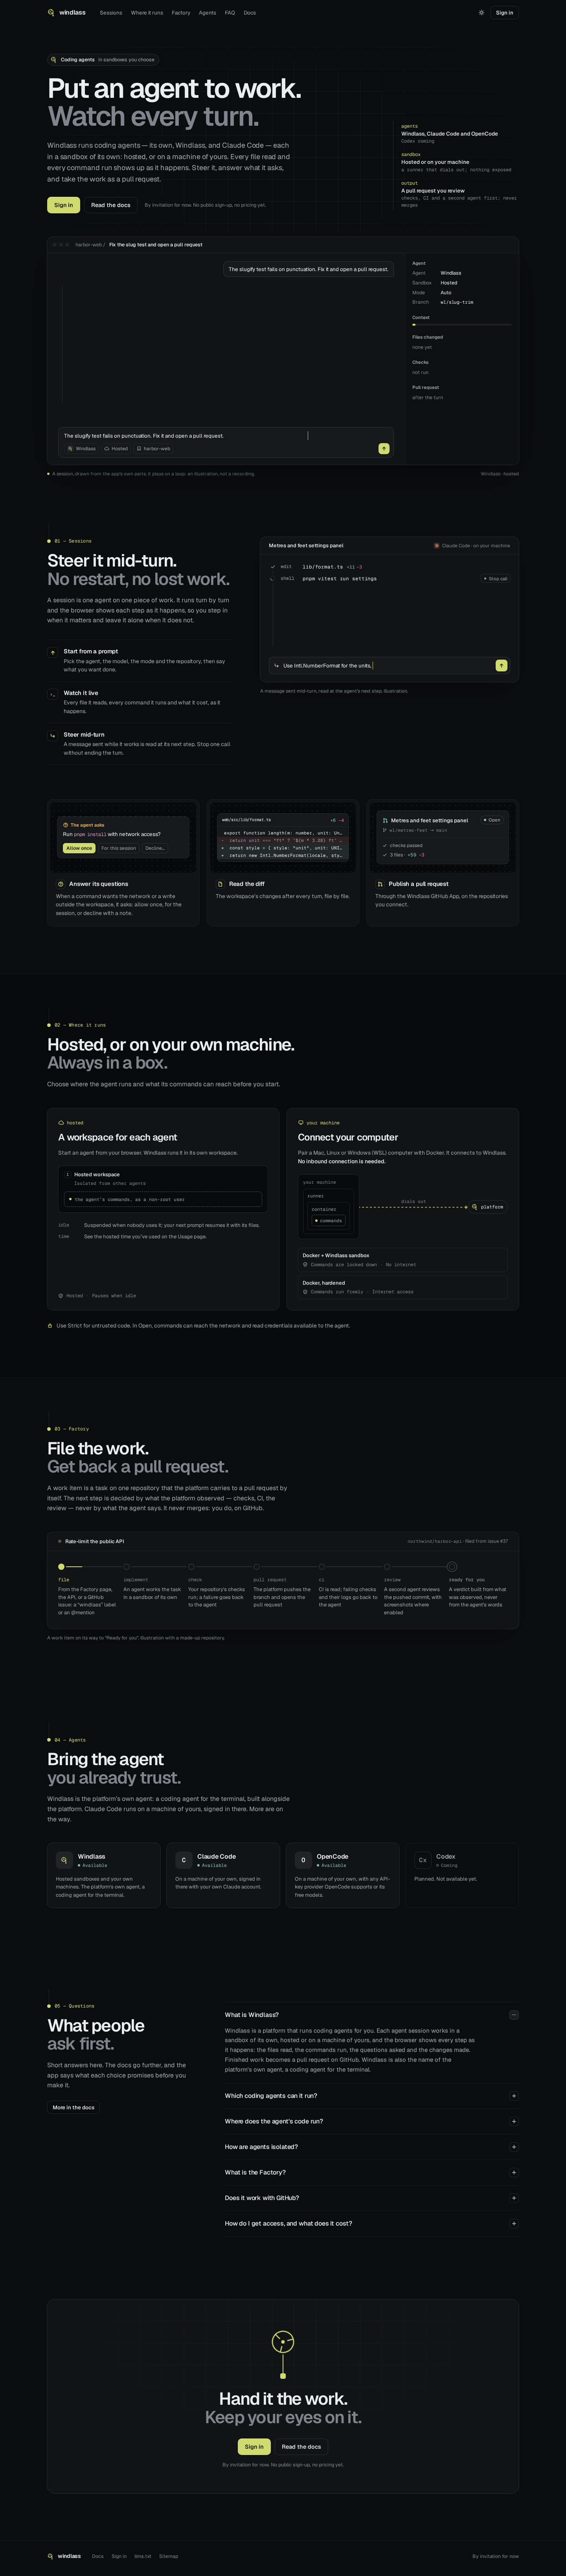 windlass
Sessions
Where it runs
Factory
Agents
FAQ
Docs
Sign in
Coding agents in sandboxes you choose
Put an agent to work.
Watch every turn.
Windlass runs coding agents — its own, Windlass, and Claude Code — each
in a sandbox of its own: hosted, or on a machine of yours. Every file read and
every command run shows up as it happens. Steer it, answer what it asks,
and take the work as a pull request.
Sign in
Read the docs
By invitation for now. No public sign-up, no pricing yet.
agents
Windlass, Claude Code and OpenCode
Codex coming
sandbox
Hosted or on your machine
a runner that dials out; nothing exposed
output
A pull request you review
checks, CI and a second agent first; never
merges
harbor-web / Fix the slug test and open a pull request
The slugify test fails on punctuation. Fix it and open a pull request.
The slugify test fails on punctuation. Fix it and open a pull request.
Windlass
Hosted
harbor-web
Agent
Agent Windlass
Sandbox Hosted
Mode Auto
Branch wl/slug-trim
Context
Files changed
none yet
Checks
not run
Pull request
after the turn
A session, drawn from the app's own parts. It plays on a loop: an illustration, not a recording.
Windlass · hosted
01 — Sessions
Steer it mid-turn.
No restart, no lost work.
A session is one agent on one piece of work. It runs turn by turn
and the browser shows each step as it happens, so you step in
when it matters and leave it alone when it does not.
Start from a prompt
Pick the agent, the model, the mode and the repository, then say
what you want done.
Watch it live
Every file it reads, every command it runs and what it cost, as it
happens.
Steer mid-turn
A message sent while it works is read at its next step. Stop one call
without ending the turn.
Metres and feet settings panel
Claude Code · on your machine
edit lib/format.ts +11 -3
shell pnpm vitest run settings
Stop call
Use Intl.NumberFormat for the units.
A message sent mid-turn, read at the agent's next step. Illustration.
The agent asks
Run pnpm install with network access?
Allow once
For this session
Decline…
Answer its questions
When a command wants the network or a write
outside the workspace, it asks: allow once, for the
session, or decline with a note.
web/src/lib/format.ts +6 -4
export function length(m: number, unit: Un…
+ const style = { style: "unit", unit: UNI…
+ return new Intl.NumberFormat(locale, sty…
Read the diff
The workspace's changes after every turn, file by file.
Metres and feet settings panel
Open
wl/metres-feet → main
checks passed
3 files · +59 -3
Publish a pull request
Through the Windlass GitHub App, on the repositories
you connect.
02 — Where it runs
Hosted, or on your own machine.
Always in a box.
Choose where the agent runs and what its commands can reach before you start.
hosted
A workspace for each agent
Start an agent from your browser. Windlass runs it in its own workspace.
1 Hosted workspace
Isolated from other agents
the agent's commands, as a non-root user
idle Suspended when nobody uses it; your next prompt resumes it with its files.
time See the hosted time you've used on the Usage page.
Hosted · Pauses when idle
your machine
Connect your computer
Pair a Mac, Linux or Windows (WSL) computer with Docker. It connects to Windlass.
No inbound connection is needed.
your machine
runner
container
commands
dials out
platform
Docker + Windlass sandbox
Commands are locked down · No internet
Docker, hardened
Commands run freely · Internet access
Use Strict for untrusted code. In Open, commands can reach the network and read credentials available to the agent.
03 — Factory
File the work.
Get back a pull request.
A work item is a task on one repository that the platform carries to a pull request by
itself. The next step is decided by what the platform observed — checks, CI, the
review — never by what the agent says. It never merges: you do, on GitHub.
Rate-limit the public API
northwind/harbor-api · filed from issue #37
file
From the Factory page,
the API, or a GitHub
issue: a "windlass" label
or an @mention
implement
An agent works the task
in a sandbox of its own
check
Your repository's checks
run; a failure goes back
to the agent
pull request
The platform pushes the
branch and opens the
pull request
ci
CI is read; failing checks
and their logs go back to
the agent
review
A second agent reviews
the pushed commit, with
screenshots where
enabled
ready for you
A verdict built from what
was observed, never
from the agent's words
A work item on its way to "Ready for you". Illustration with a made-up repository.
04 — Agents
Bring the agent
you already trust.
Windlass is the platform's own agent: a coding agent for the terminal, built alongside
the platform. Claude Code runs on a machine of yours, signed in there. More are on
the way.
Windlass
Available
Hosted sandboxes and your own
machines. The platform's own agent, a
coding agent for the terminal.
C
Claude Code
Available
On a machine of your own, signed in
there with your own Claude account.
O
OpenCode
Available
On a machine of your own, with any API-
key provider OpenCode supports or its
free models.
Cx
Codex
Coming
Planned. Not available yet.
05 — Questions
What people
ask first.
Short answers here. The docs go further, and the
app says what each choice promises before you
make it.
More in the docs
What is Windlass?
Windlass is a platform that runs coding agents for you. Each agent session works in a
sandbox of its own, hosted or on a machine of yours, and the browser shows every step as
it happens: the files read, the commands run, the questions asked and the changes made.
Finished work becomes a pull request on GitHub. Windlass is also the name of the
platform's own agent, a coding agent for the terminal.
Which coding agents can it run?
Where does the agent's code run?
How are agents isolated?
What is the Factory?
Does it work with GitHub?
How do I get access, and what does it cost?
Hand it the work.
Keep your eyes on it.
Sign in
Read the docs
By invitation for now. No public sign-up, no pricing yet.
windlass
Docs
Sign in
llms.txt
Sitemap
By invitation for now